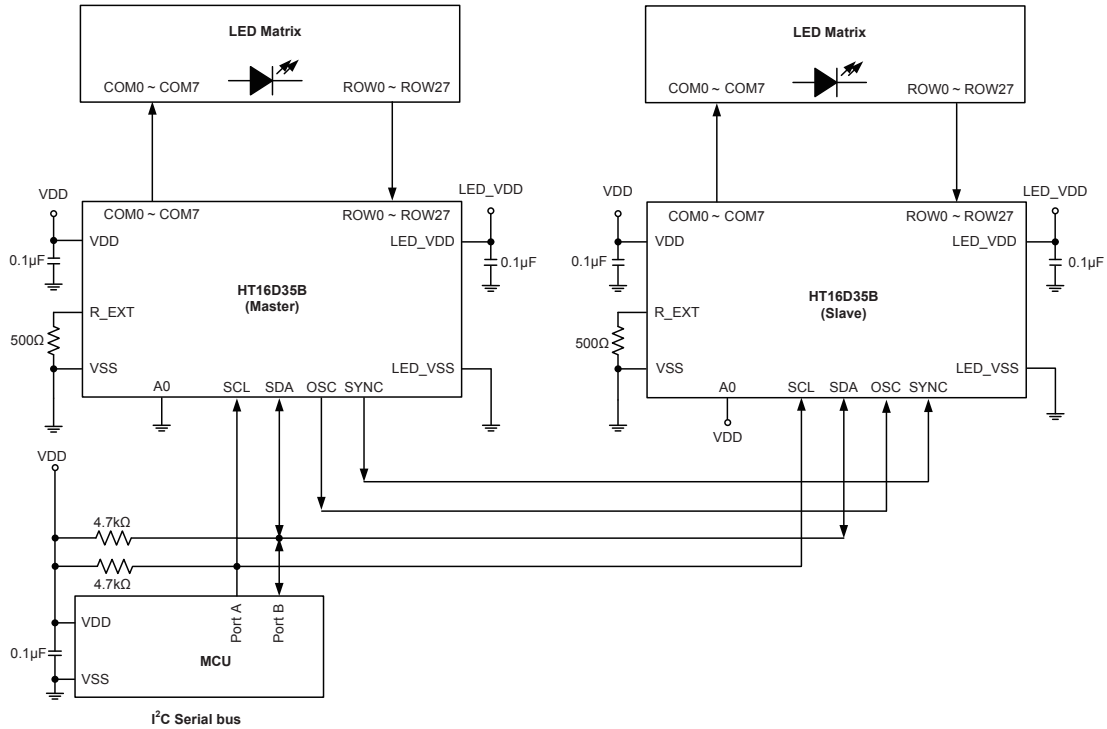 LED Matrix
COM0 ~ COM7 ROW0 ~ ROW27
LED Matrix
COM0 ~ COM7 ROW0 ~ ROW27
VDD
LED_VDD
COM0 ~ COM7 ROW0 ~ ROW27
VDD
LED_VDD
0.1µF
0.1µF
HT16D35B
(Master)
R_EXT
500Ω
VSS
LED_VSS
A0 SCL SDA OSC SYNC
VDD
LED_VDD
COM0 ~ COM7 ROW0 ~ ROW27
VDD
LED_VDD
0.1µF
0.1µF
HT16D35B
(Slave)
R_EXT
500Ω
VSS
LED_VSS
A0 SCL SDA OSC SYNC
VDD
VDD
4.7kΩ
4.7kΩ
Port A
Port B
VDD
0.1µF
MCU
VSS
I²C Serial bus